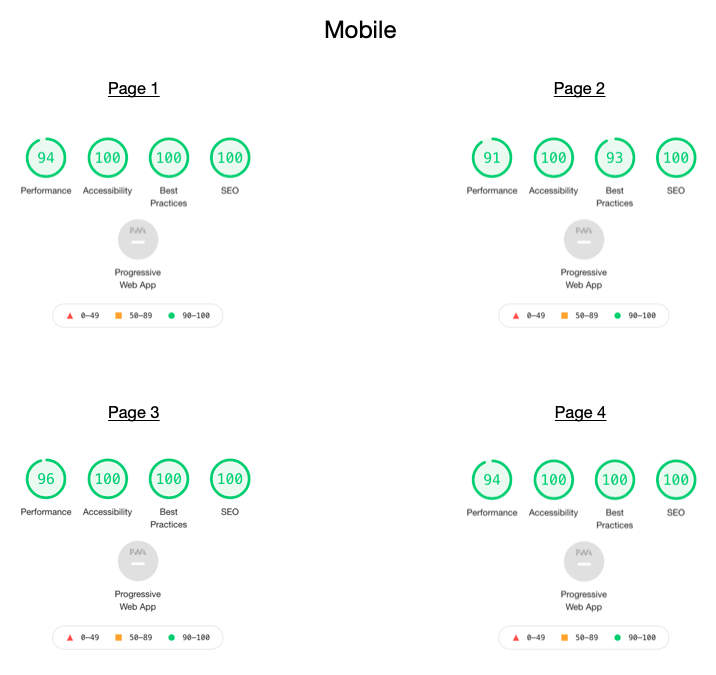 Mobile
Page 1
94 100 100 100
Performance Accessibility Best Practices SEO
PWA
Progressive
Web App
0–49 50–89 90–100
Page 2
91 100 93 100
Performance Accessibility Best Practices SEO
PWA
Progressive
Web App
0–49 50–89 90–100
Page 3
96 100 100 100
Performance Accessibility Best Practices SEO
PWA
Progressive
Web App
0–49 50–89 90–100
Page 4
94 100 100 100
Performance Accessibility Best Practices SEO
PWA
Progressive
Web App
0–49 50–89 90–100